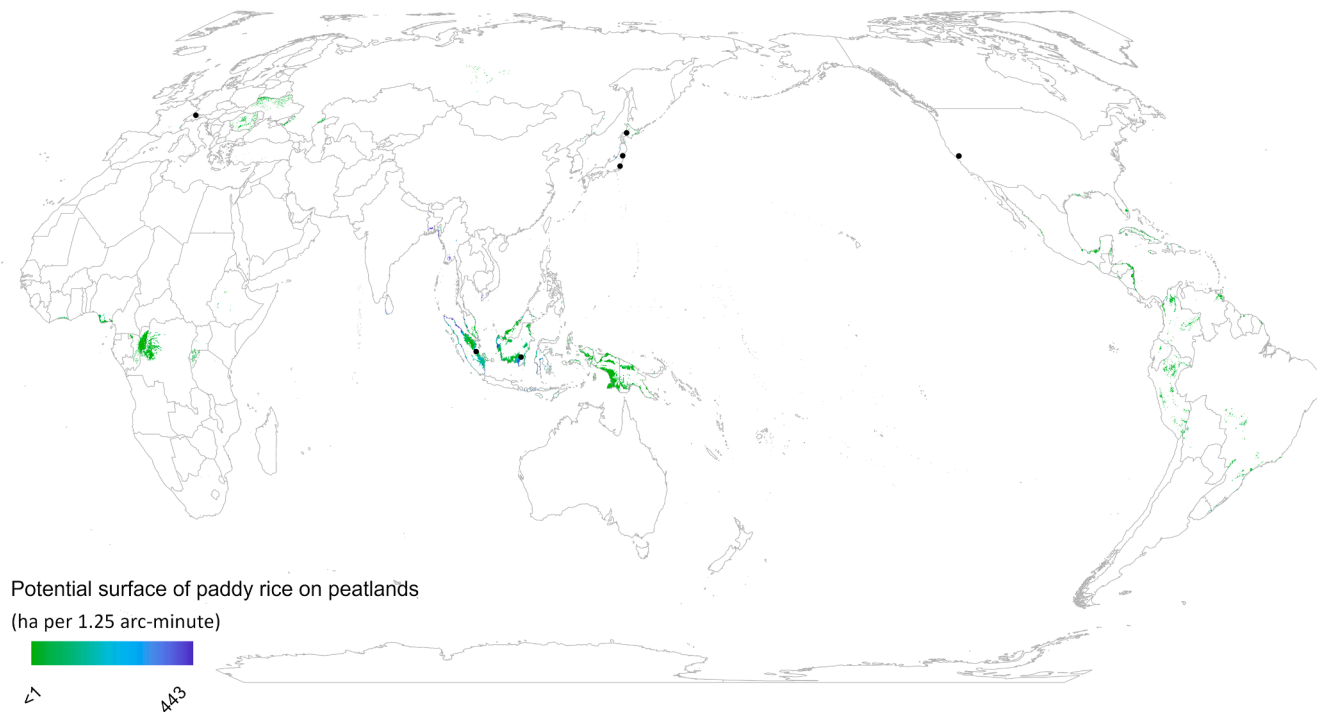 Potential surface of paddy rice on peatlands
(ha per 1.25 arc-minute)
<1
443